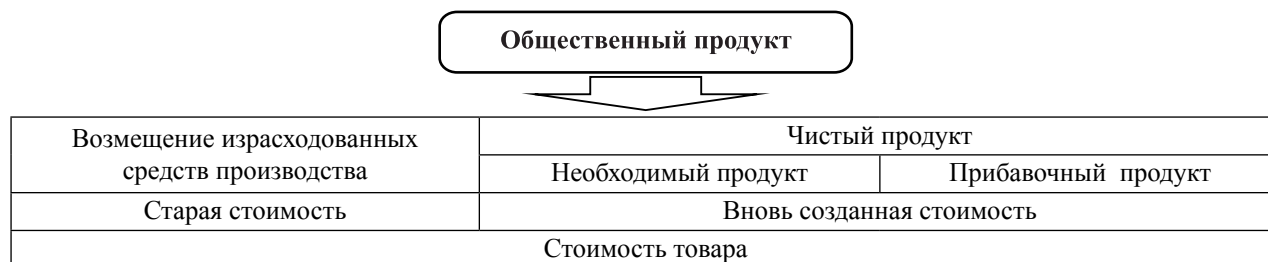 Общественный продукт
Возмещение израсходованных
средств производства
Чистый продукт
Необходимый продукт
Прибавочный продукт
Старая стоимость
Вновь созданная стоимость
Стоимость товара